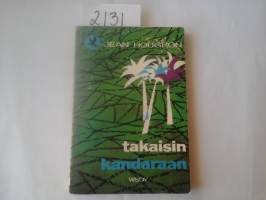 2131
JEAN HOUGRON
takaisin
kandaraan
WSOY